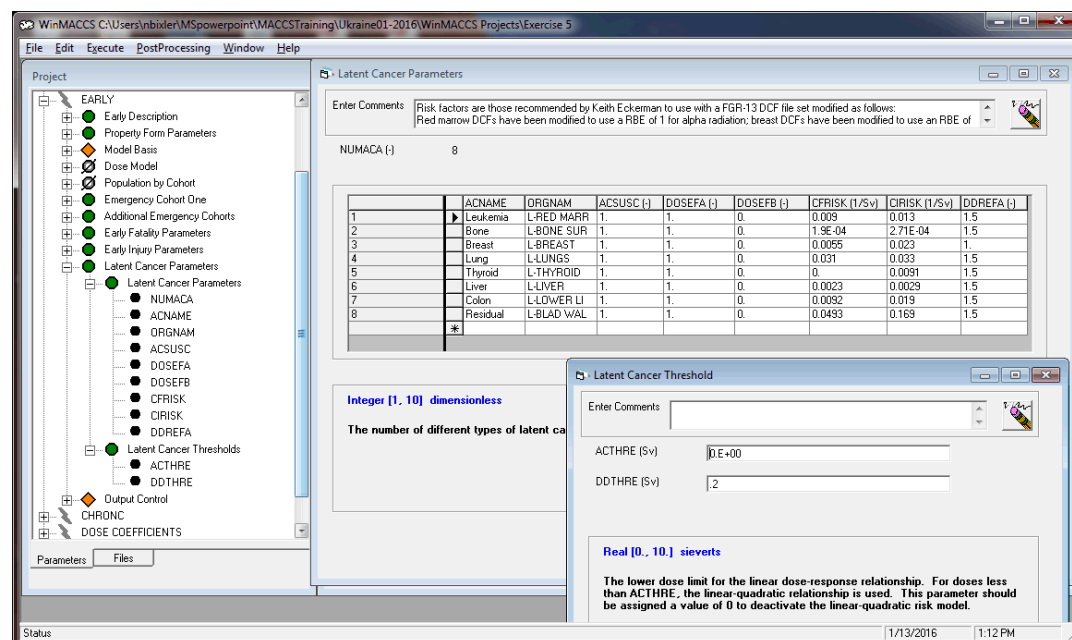 WinMACCS C:\Users\nbixler\MSpowerpoint\MACCSTraining\Ukraine01-2016\WinMACCS Projects\Exercise 5
File Edit Execute PostProcessing Window Help
Project
EARLY
Early Description
Property Form Parameters
Model Basis
Dose Model
Population by Cohort
Emergency Cohort One
Additional Emergency Cohorts
Early Fatality Parameters
Early Injury Parameters
Latent Cancer Parameters
Latent Cancer Parameters
NUMACA
ACNAME
ORGNAM
ACSUSC
DOSEFA
DOSEFB
CFRISK
CIRISK
DDREFA
Latent Cancer Thresholds
ACTHRE
DDTHRE
Output Control
CHRONC
DOSE COEFFICIENTS
Parameters Files
Latent Cancer Parameters
Enter Comments
Risk factors are those recommended by Keith Eckerman to use with a FGR-13 DCF file set modified as follows:
Red marrow DCFs have been modified to use a RBE of 1 for alpha radiation; breast DCFs have been modified to use an RBE of
NUMACA (-) 8
ACNAME ORGNAM ACSUSC (-) DOSEFA (-) DOSEFB (-) CFRISK (1/Sv) CIRISK (1/Sv) DDREFA (-)
1 Leukemia L-RED MARR 1. 1. 0. 0.009 0.013 1.5
2 Bone L-BONE SUR 1. 1. 0. 1.9E-04 2.71E-04 1.5
3 Breast L-BREAST 1. 1. 0. 0.0055 0.023 1.
4 Lung L-LUNGS 1. 1. 0. 0.031 0.033 1.5
5 Thyroid L-THYROID 1. 1. 0. 0. 0.0091 1.5
6 Liver L-LIVER 1. 1. 0. 0.0023 0.0029 1.5
7 Colon L-LOWER LI 1. 1. 0. 0.0092 0.019 1.5
8 Residual L-BLAD WAL 1. 1. 0. 0.0493 0.169 1.5
Integer [1, 10] dimensionless
The number of different types of latent ca
Latent Cancer Threshold
Enter Comments
ACTHRE (Sv) 0.E+00
DDTHRE (Sv) .2
Real [0., 10.] sieverts
The lower dose limit for the linear dose-response relationship. For doses less
than ACTHRE, the linear-quadratic relationship is used. This parameter should
be assigned a value of 0 to deactivate the linear-quadratic risk model.
Status 1/13/2016 1:12 PM